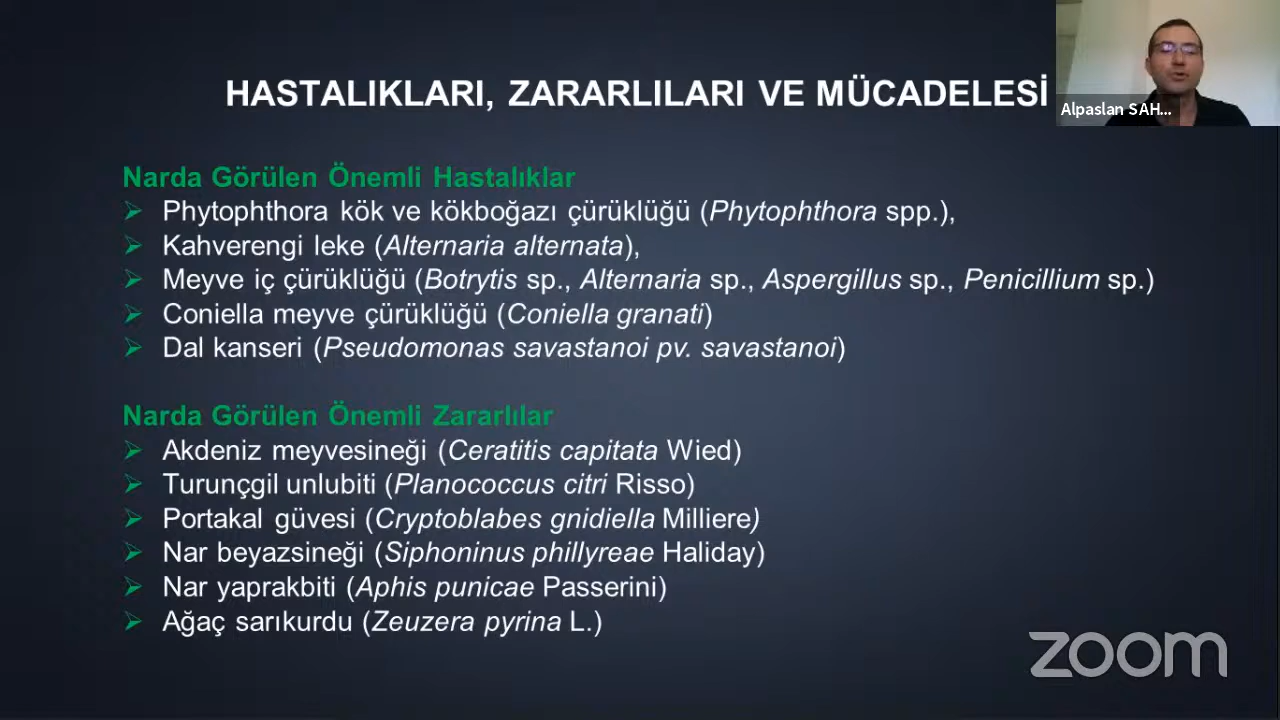 HASTALIKLARI, ZARARLILARI VE MÜCADELESİ
Alpaslan SAH...
Narda Görülen Önemli Hastalıklar
➢ Phytophthora kök ve kökboğazı çürüklüğü (Phytophthora spp.),
➢ Kahverengi leke (Alternaria alternata),
➢ Meyve iç çürüklüğü (Botrytis sp., Alternaria sp., Aspergillus sp., Penicillium sp.)
➢ Coniella meyve çürüklüğü (Coniella granati)
➢ Dal kanseri (Pseudomonas savastanoi pv. savastanoi)
Narda Görülen Önemli Zararlılar
➢ Akdeniz meyvesineği (Ceratitis capitata Wied)
➢ Turunçgil unlubiti (Planococcus citri Risso)
➢ Portakal güvesi (Cryptoblabes gnidiella Milliere)
➢ Nar beyazsineği (Siphoninus phillyreae Haliday)
➢ Nar yaprakbiti (Aphis punicae Passerini)
➢ Ağaç sarıkurdu (Zeuzera pyrina L.)
zoom